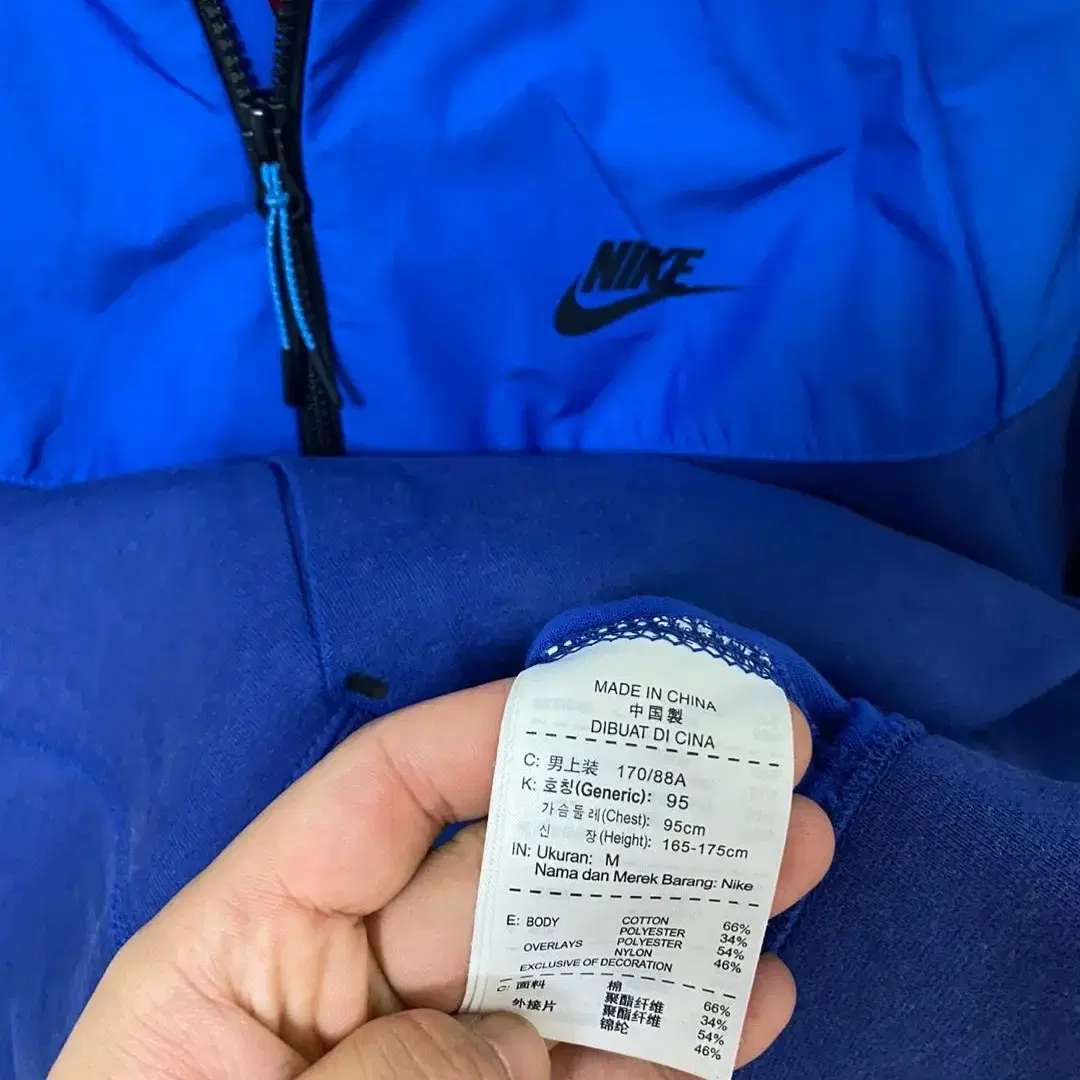 NIKE
MADE IN CHINA
中国製
DIBUAT DI CINA
C: 男上装 170/88A
K: 호칭(Generic): 95
가슴둘레(Chest): 95cm
신 장(Height): 165-175cm
IN: Ukuran: M
Nama dan Merek Barang: Nike
E: BODY COTTON 66%
POLYESTER 34%
OVERLAYS POLYESTER 54%
NYLON 46%
EXCLUSIVE OF DECORATION
C: 面料 棉 66%
聚酯纤维 34%
外接片 聚酯纤维 54%
锦纶 46%